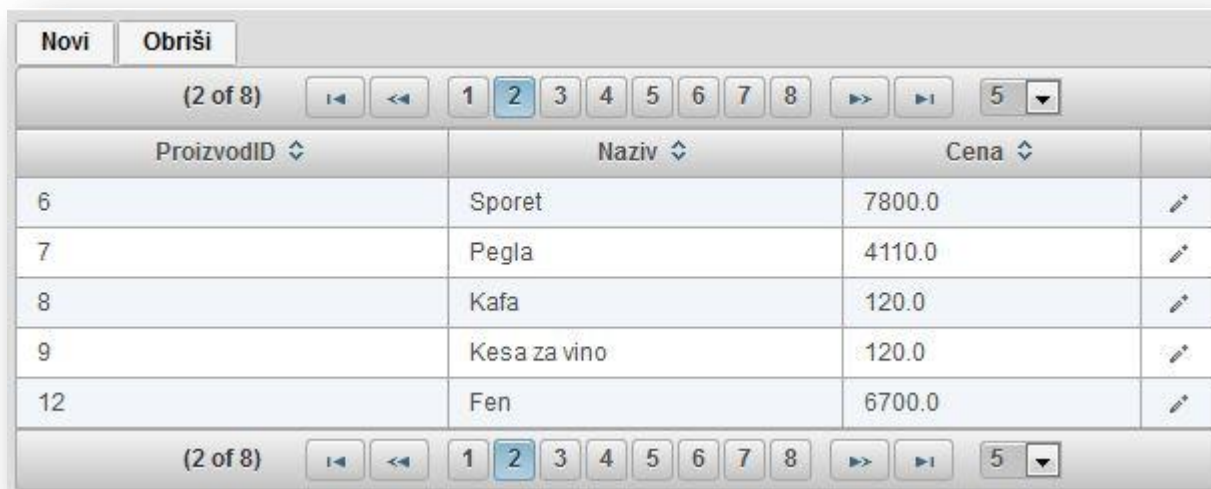 Novi Obriši
(2 of 8) 1 2 3 4 5 6 7 8 5
ProizvodID Naziv Cena
6 Sporet 7800.0
7 Pegla 4110.0
8 Kafa 120.0
9 Kesa za vino 120.0
12 Fen 6700.0
(2 of 8) 1 2 3 4 5 6 7 8 5